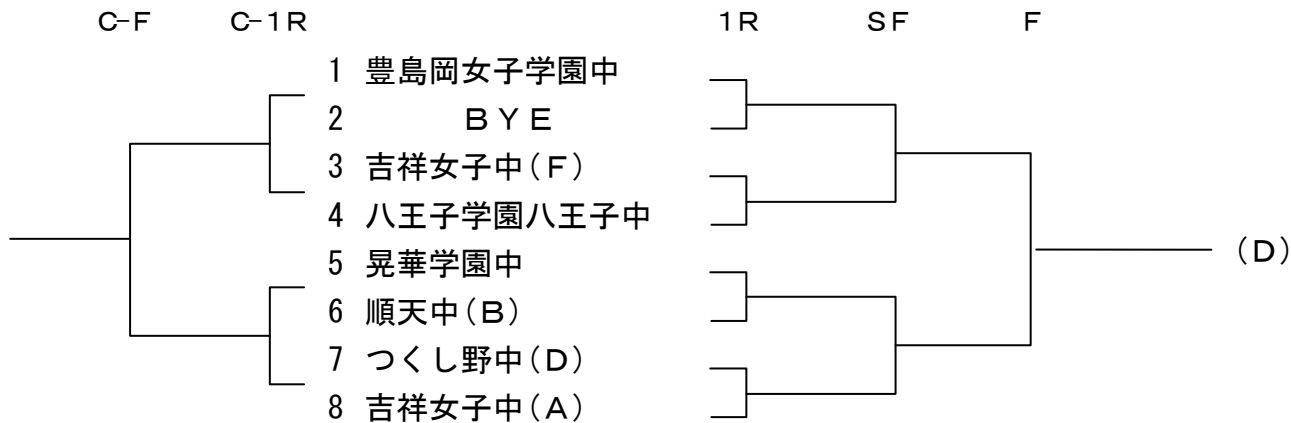 C-F C-1R 1R SF F
1 豊島岡女子学園中
2 BYE
3 吉祥女子中(F)
4 八王子学園八王子中
(D)
5 晃華学園中
6 順天中(B)
7 つくし野中(D)
8 吉祥女子中(A)